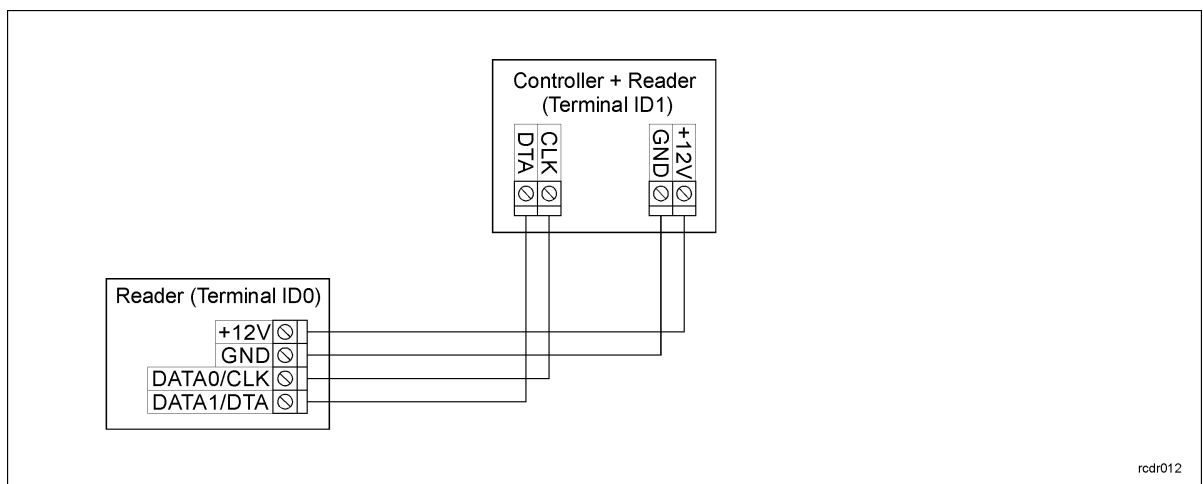 Controller + Reader
(Terminal ID1)
DTA
CLK
GND
+12V
Reader (Terminal ID0)
+12V
GND
DATA0/CLK
DATA1/DTA
rcdr012